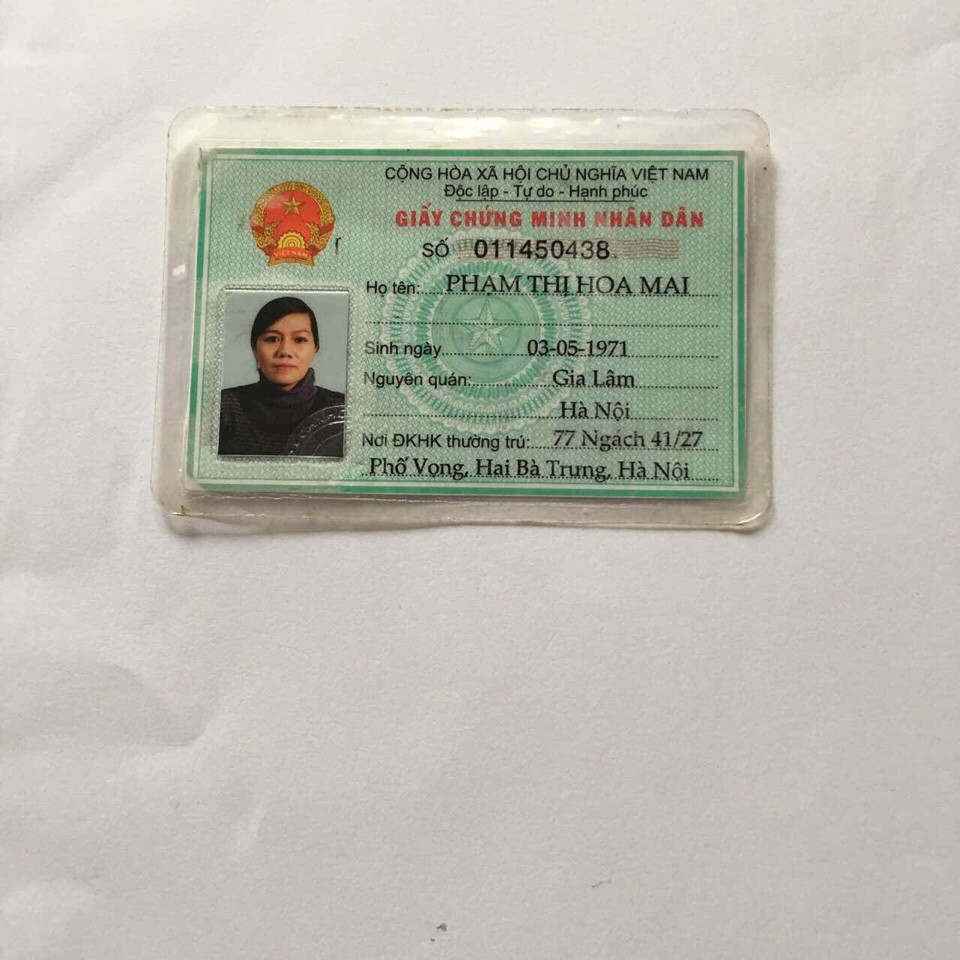 CỘNG HÒA XÃ HỘI CHỦ NGHĨA VIỆT NAM
Độc lập - Tự do - Hạnh phúc
GIẤY CHỨNG MINH NHÂN DÂN
SỐ 011450438
Họ tên: PHẠM THỊ HOA MAI
Sinh ngày 03-05-1971
Nguyên quán: Gia Lâm
Hà Nội
Nơi ĐKHK thường trú: 77 Ngách 41/27
Phố Vọng, Hai Bà Trưng, Hà Nội
VIỆT NAM